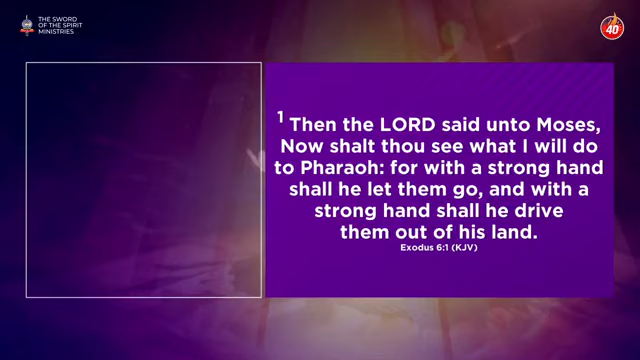 THE SWORD
OF THE SPIRIT
MINISTRIES
40
1 Then the LORD said unto Moses,
Now shalt thou see what I will do
to Pharaoh: for with a strong hand
shall he let them go, and with a
strong hand shall he drive
them out of his land.
Exodus 6:1 (KJV)